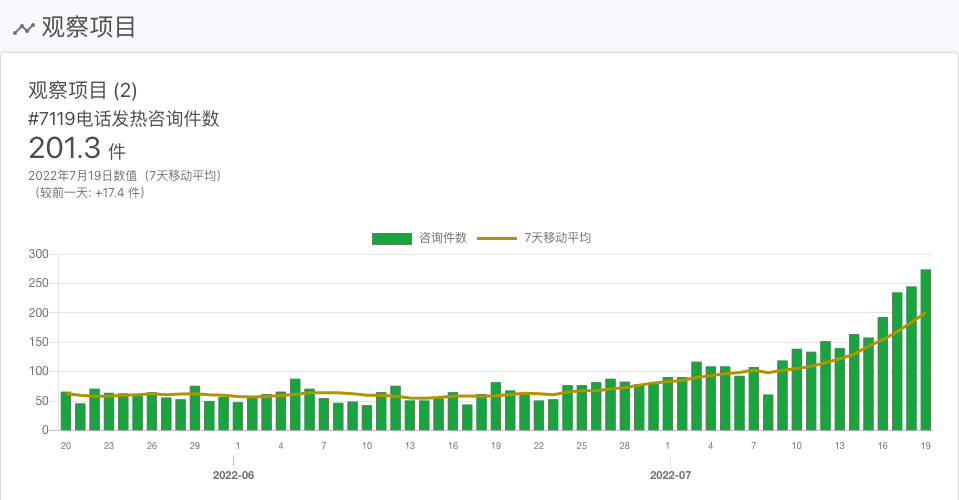 观察项目
观察项目 (2)
#7119电话发热咨询件数
201.3 件
2022年7月19日数值（7天移动平均）
（较前一天: +17.4 件）
咨询件数 7天移动平均
300
250
200
150
100
50
0
20 23 26 29 1 4 7 10 13 16 19 22 25 28 1 4 7 10 13 16 19
2022-06 2022-07